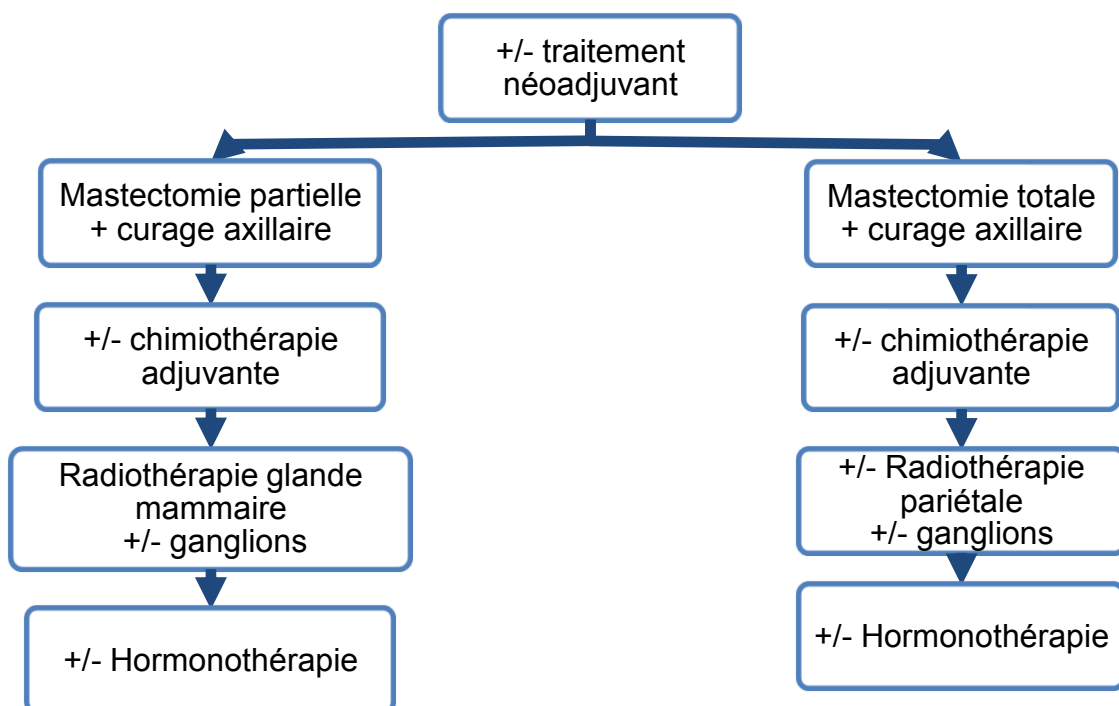 +/- traitement
néoadjuvant
Mastectomie partielle
+ curage axillaire
+/- chimiothérapie
adjuvante
Radiothérapie glande
mammaire
+/- ganglions
+/- Hormonothérapie
Mastectomie totale
+ curage axillaire
+/- chimiothérapie
adjuvante
+/- Radiothérapie
pariétale
+/- ganglions
+/- Hormonothérapie